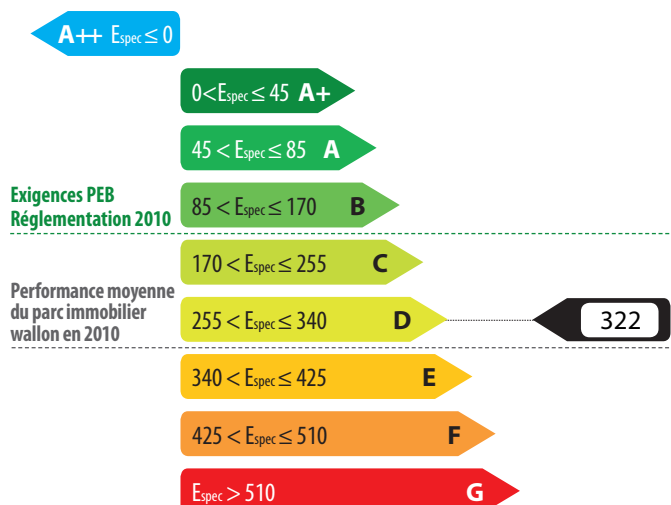 A++ Espec ≤ 0
0<Espec ≤ 45 A+
45 < Espec ≤ 85 A
Exigences PEB
Réglementation 2010
85 < Espec ≤ 170 B
170 < Espec ≤ 255 C
Performance moyenne
du parc immobilier
wallon en 2010
255 < Espec ≤ 340 D
322
340 < Espec ≤ 425 E
425 < Espec ≤ 510 F
Espec > 510 G